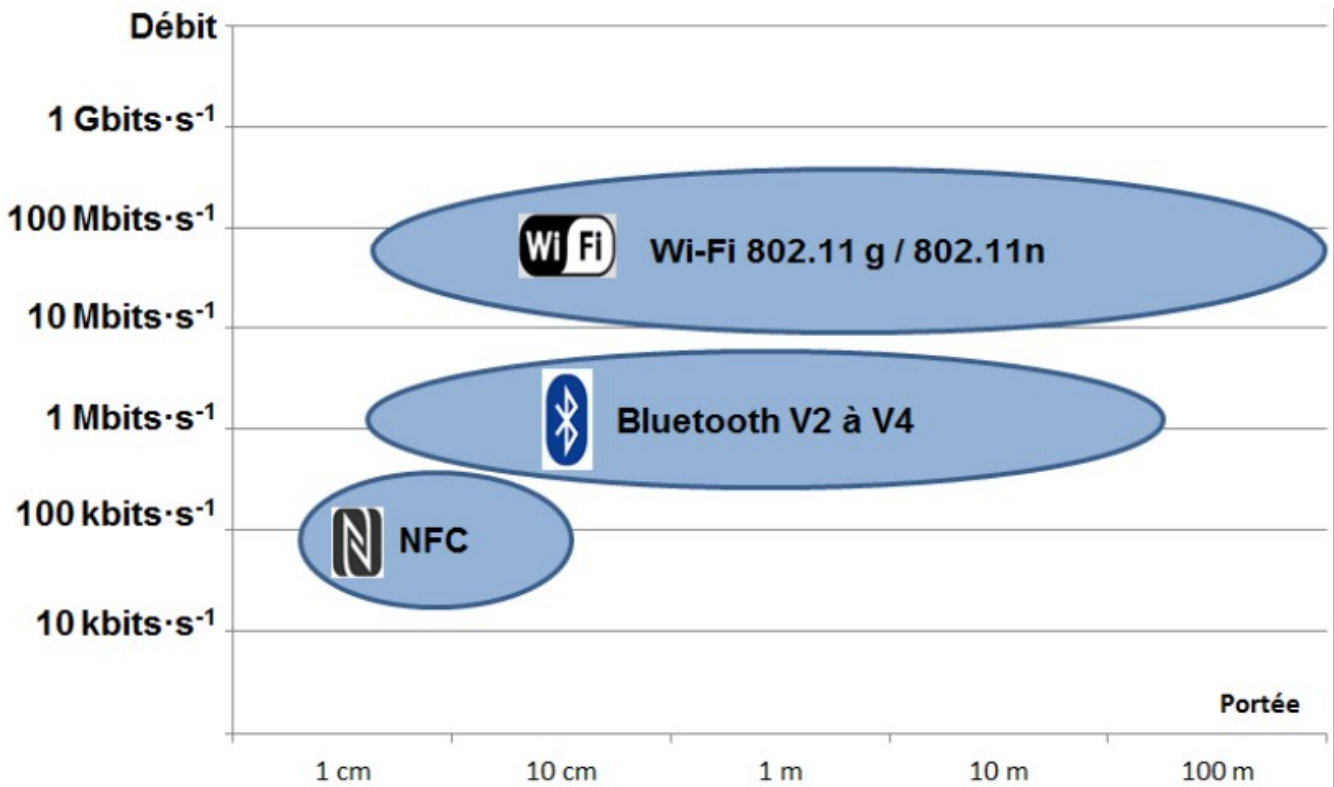 Débit
1 Gbits·s⁻¹
100 Mbits·s⁻¹
Wi Fi Wi-Fi 802.11 g / 802.11n
10 Mbits·s⁻¹
1 Mbits·s⁻¹
Bluetooth V2 à V4
100 kbits·s⁻¹
NFC
10 kbits·s⁻¹
Portée
1 cm 10 cm 1 m 10 m 100 m